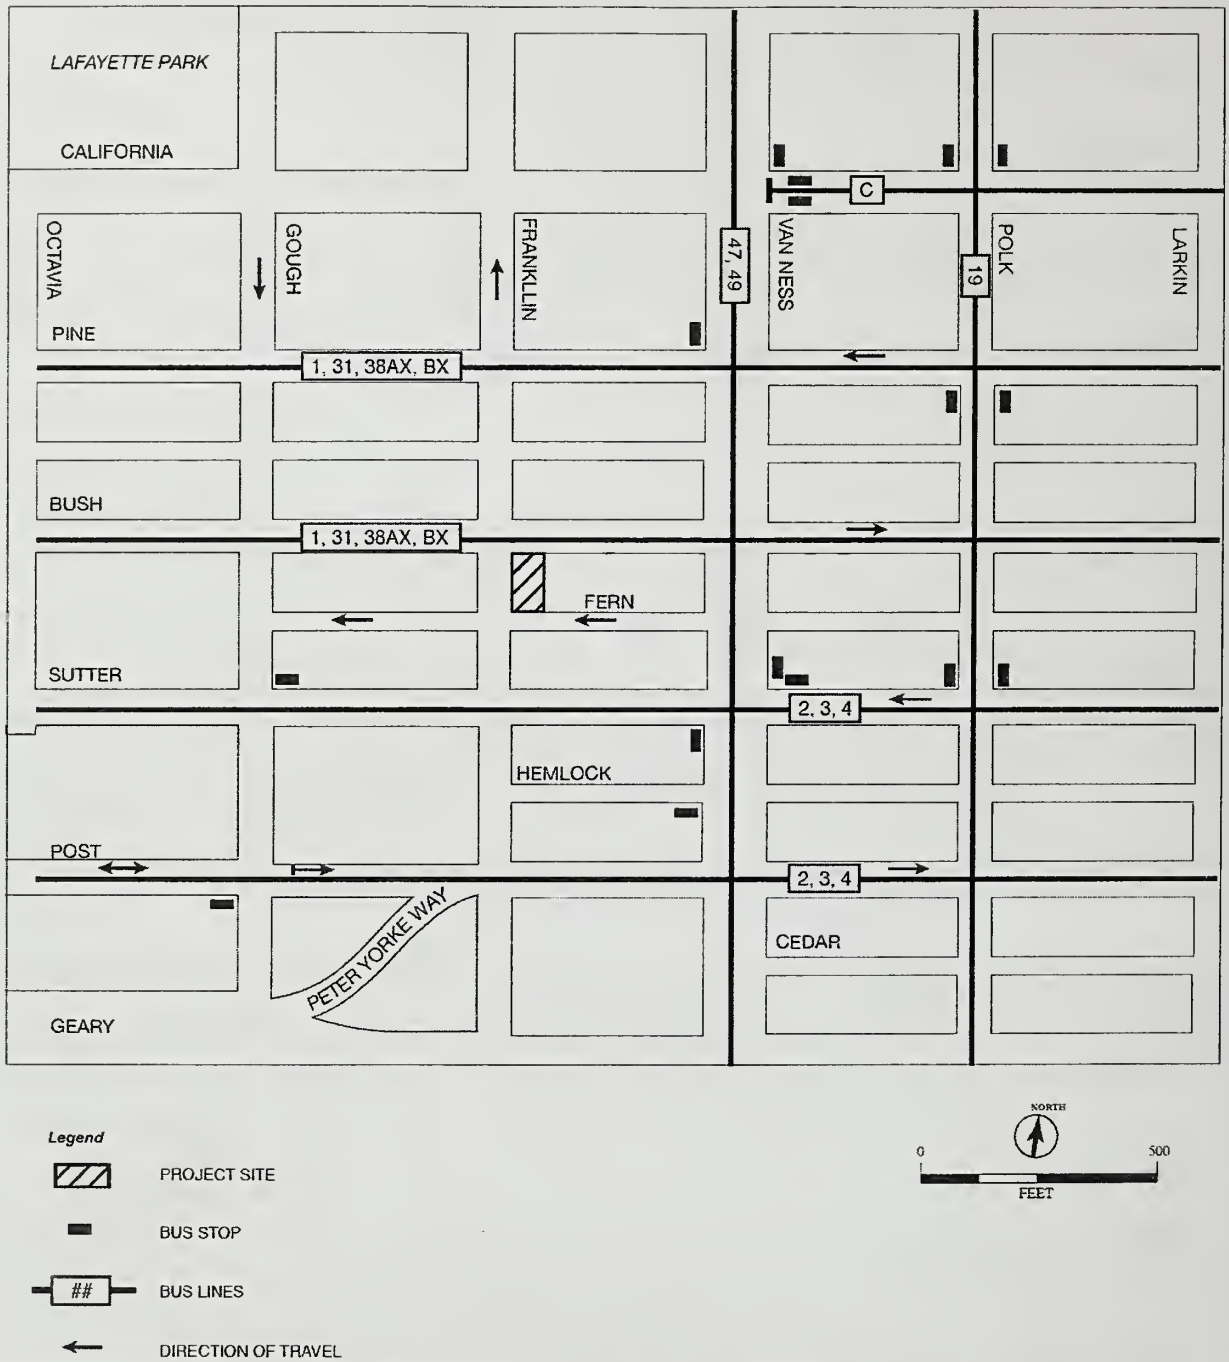 LAFAYETTE PARK
CALIFORNIA
C
OCTAVIA
GOUGH
FRANKLLIN
47, 49
VAN NESS
19
POLK
LARKIN
PINE
1, 31, 38AX, BX
BUSH
1, 31, 38AX, BX
FERN
SUTTER
2, 3, 4
HEMLOCK
POST
2, 3, 4
PETER YORKE WAY
CEDAR
GEARY
Legend
PROJECT SITE
BUS STOP
## BUS LINES
DIRECTION OF TRAVEL
NORTH
0 500
FEET